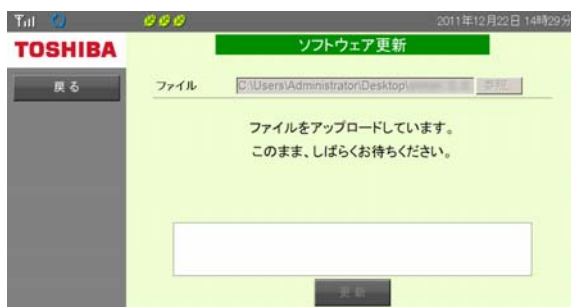 2011年12月22日 14時29分
TOSHIBA
ソフトウェア更新
戻る
ファイル
C:\Users\Administrator\Desktop\
参照...
ファイルをアップロードしています。
このまま、しばらくお待ちください。
更新